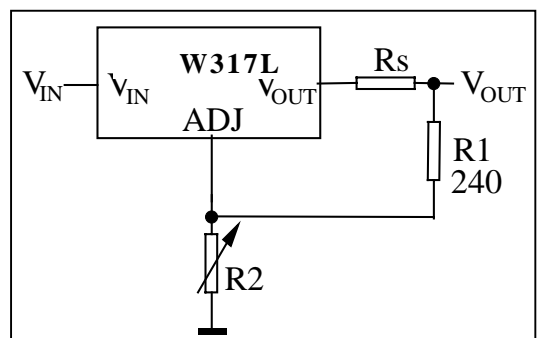 W317L
V_IN
V_IN
V_OUT
Rs
V_OUT
ADJ
R1
240
R2